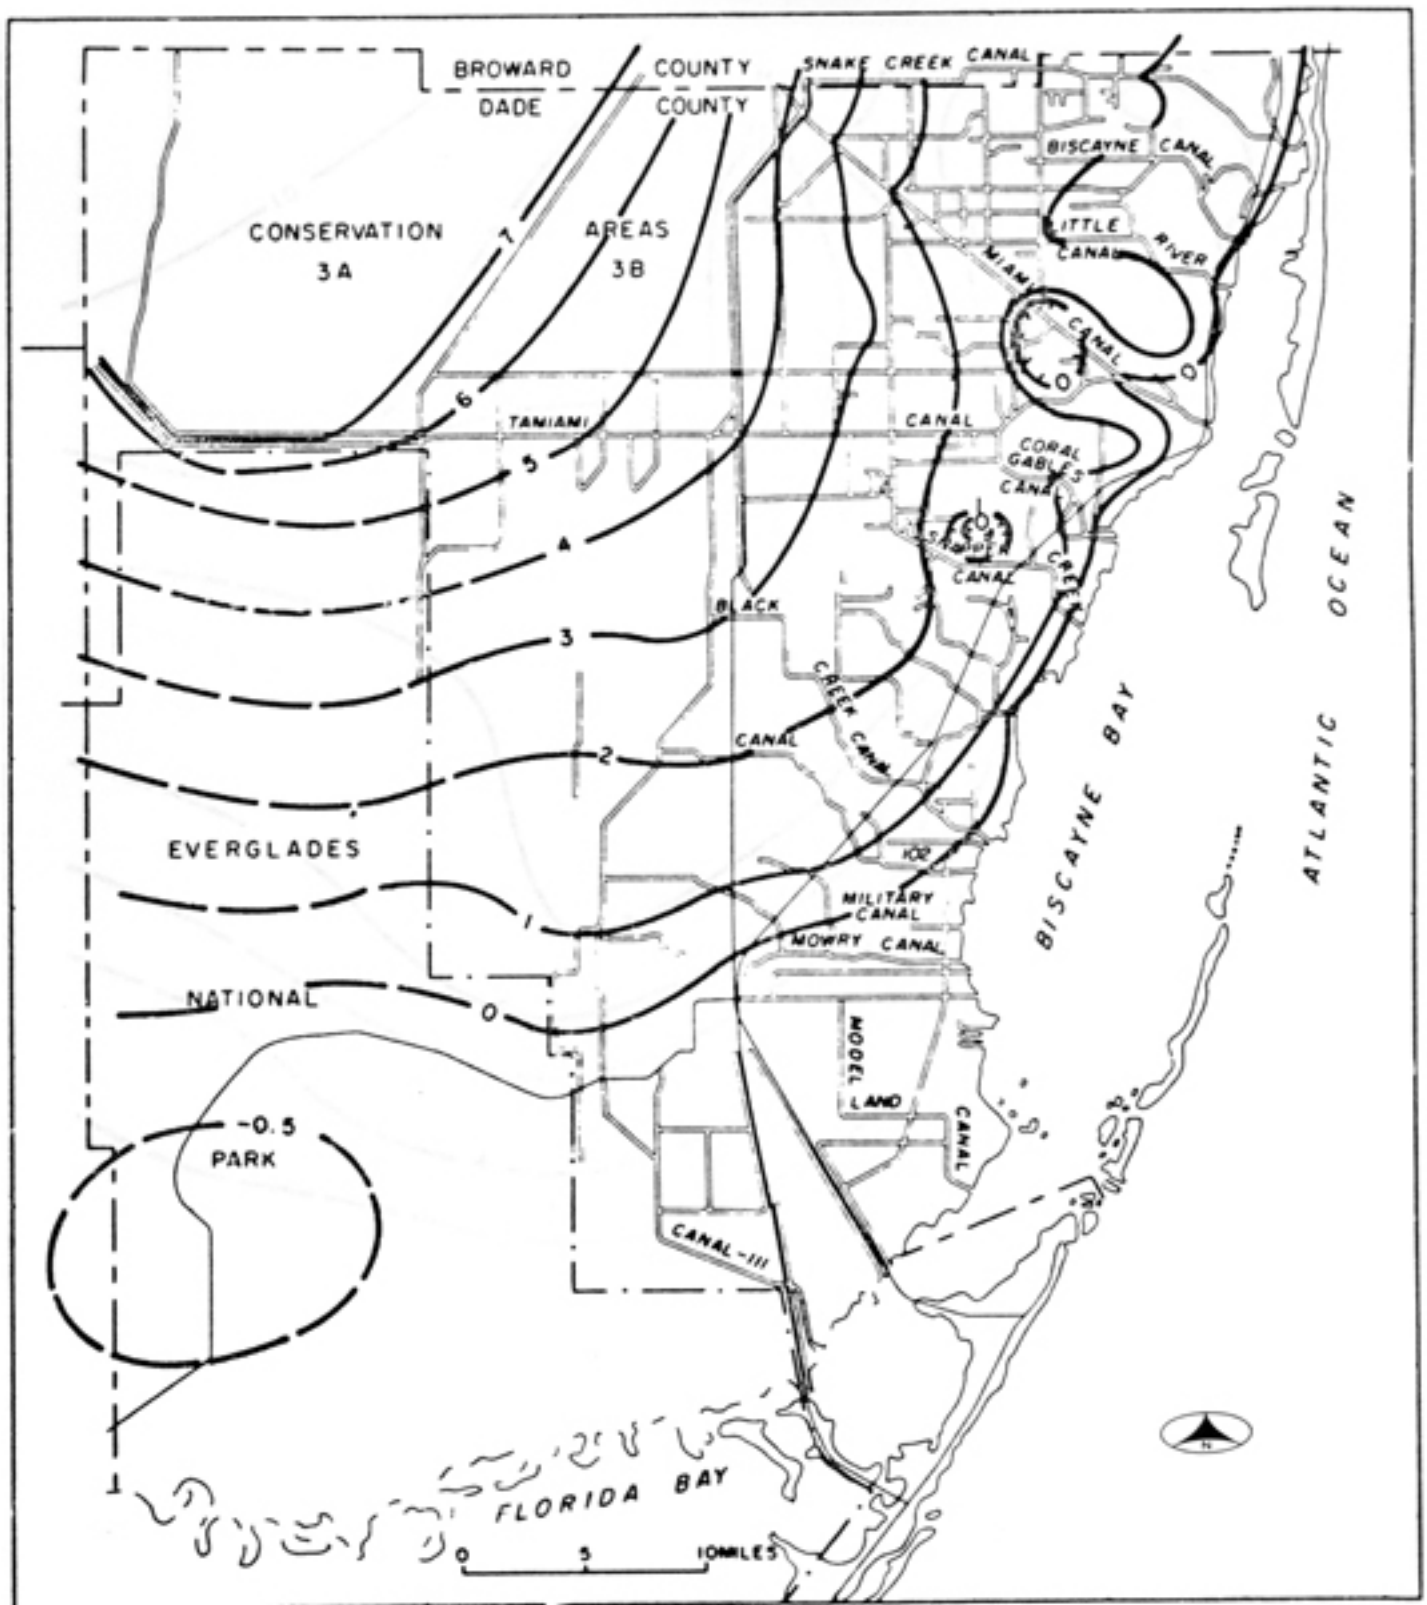 BROWARD COUNTY
DADE COUNTY
SNAKE CREEK CANAL
BISCAYNE CANAL
CONSERVATION
3A
7
AREAS
3B
LITTLE
RIVER
CANAL
MIAMI CANAL
0
0
6
TAMIAMI CANAL
5
CORAL
GABLES
CANAL
0
4
SNAPPER
CREEK
CANAL
BLACK
CREEK CANAL
3
2
CANAL
BISCAYNE BAY
ATLANTIC OCEAN
EVERGLADES
102
1
MILITARY
CANAL
MOWRY CANAL
NATIONAL
0
MODEL
LAND
CANAL
-0.5
PARK
CANAL-111
N
FLORIDA BAY
0 5 10MILES